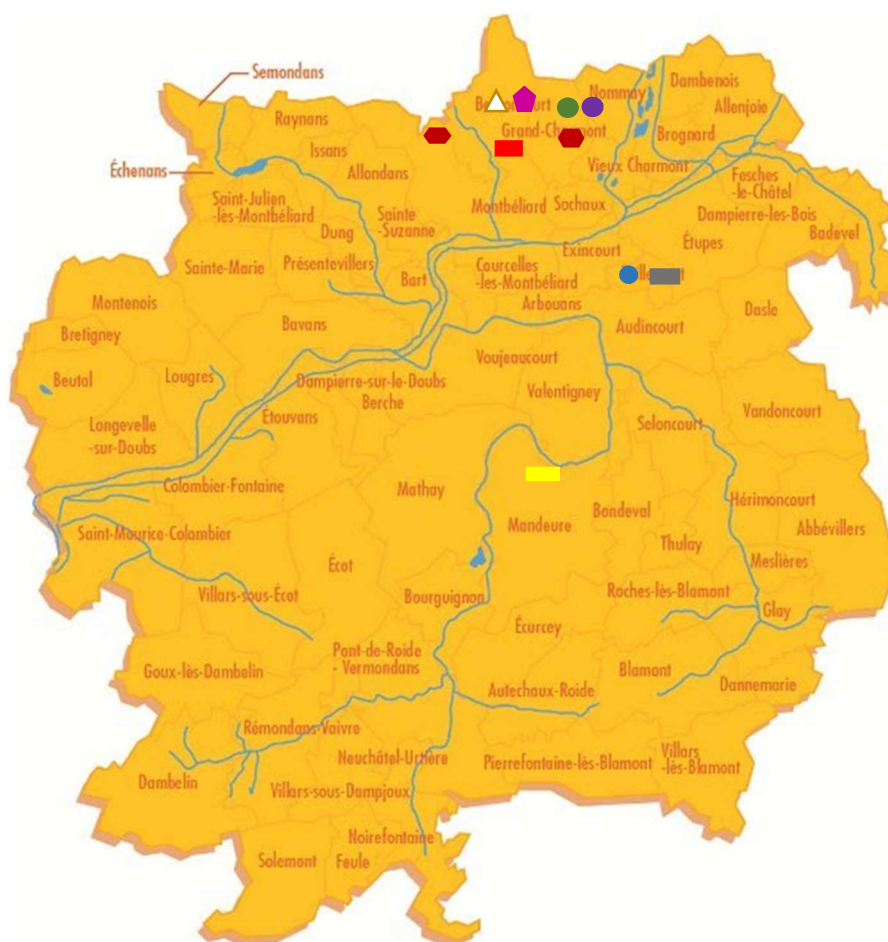 Semondans
Raynans
Issans
Échenans
Allondans
Saint-Julien
-lès-Montbéliard
Dung
Sainte
-Suzanne
Sainte-Marie
Présentevillers
Bart
Montenois
Bretigney
Bavans
Beutal
Lougres
Étouvans
Longevelle
-sur-Doubs
Dampierre-sur-le-Doubs
Berche
Nommay
Dambenois
Allenjoie
Grand-Charmont
Brognard
Vieux Charmont
Fesches
-le-Châtel
Montbéliard
Sochaux
Dampierre-les-Bois
Badevel
Exincourt
Étupes
Courcelles
-les-Montbéliard
Arbouans
Audincourt
Dasle
Voujeaucourt
Valentigney
Seloncourt
Vandoncourt
Colombier-Fontaine
Mathay
Mandeure
Bondeval
Hérimoncourt
Abbévillers
Saint-Maurice-Colombier
Thulay
Meslières
Écot
Villars-sous-Écot
Bourguignon
Roches-lès-Blamont
Glay
Écurcey
Pont-de-Roide
- Vermondans
Goux-lès-Dambelin
Blamont
Dannemarie
Autechaux-Roide
Rémondans-Vaivre
Neuchâtel-Urtière
Pierrefontaine-lès-Blamont
Villars
-lès-Blamont
Dambelin
Villars-sous-Dampjoux
Noirefontaine
Solemont
Feule